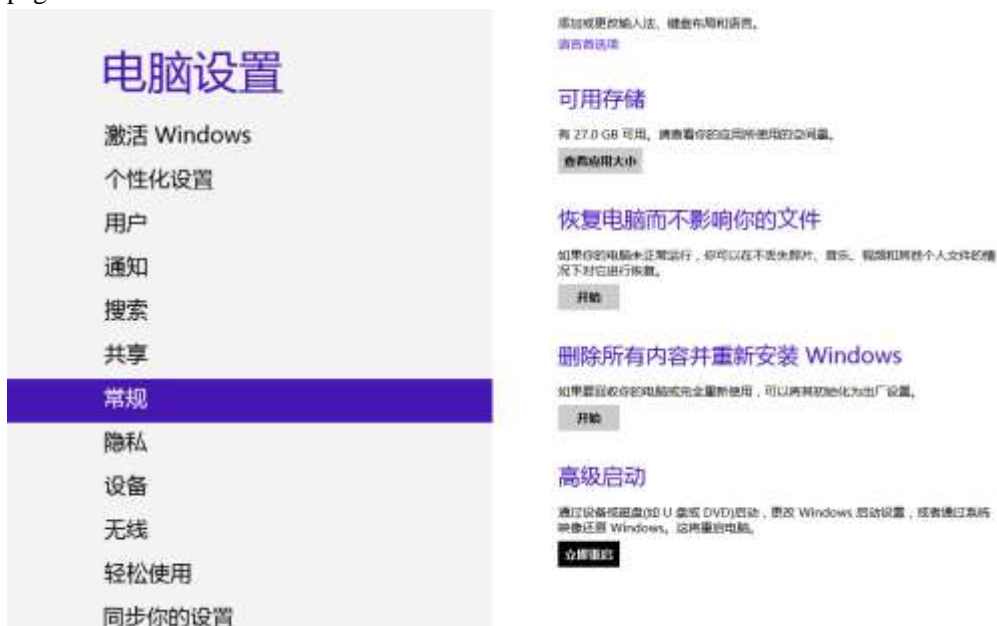 电脑设置
激活 Windows
个性化设置
用户
通知
搜索
共享
常规
隐私
设备
无线
轻松使用
同步你的设置
添加或更改输入法、键盘布局和语言。
语言首选项
可用存储
有 27.0 GB 可用。请查看你的应用所使用的空间量。
查看应用大小
恢复电脑而不影响你的文件
如果你的电脑未正常运行，你可以在不丢失照片、音乐、视频和其他个人文件的情
况下对它进行恢复。
开始
删除所有内容并重新安装 Windows
如果要回收你的电脑或完全重新使用，可以将其初始化为出厂设置。
开始
高级启动
通过设备或磁盘(如 U 盘或 DVD)启动，更改 Windows 启动设置，或者通过系统
映像还原 Windows。这将重启电脑。
立即重启